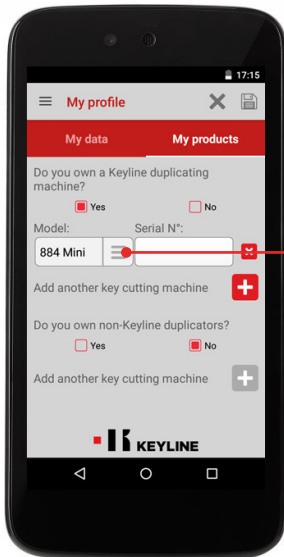 17:15
My profile
My data My products
Do you own a Keyline duplicating
machine?
Yes No
Model: Serial N°:
884 Mini
Add another key cutting machine
Do you own non-Keyline duplicators?
Yes No
Add another key cutting machine
KEYLINE